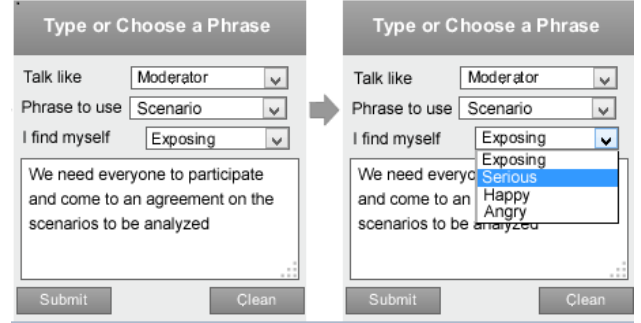 Type or Choose a Phrase
Talk like Moderator
Phrase to use Scenario
I find myself Exposing
We need everyone to participate
and come to an agreement on the
scenarios to be analyzed
Submit Clean
Type or Choose a Phrase
Talk like Moderator
Phrase to use Scenario
I find myself Exposing
Exposing
Serious
Happy
Angry
We need everyo
and come to an
scenarios to be analyzed
Submit Clean